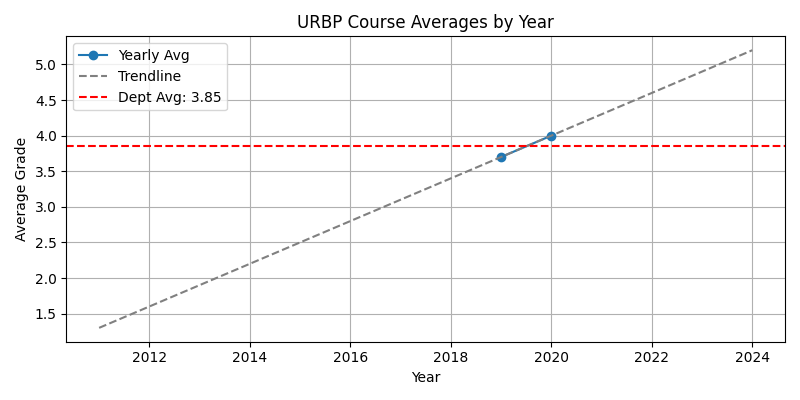 URBP Course Averages by Year
Yearly Avg
Trendline
Dept Avg: 3.85
Average Grade
5.0
4.5
4.0
3.5
3.0
2.5
2.0
1.5
2012 2014 2016 2018 2020 2022 2024
Year